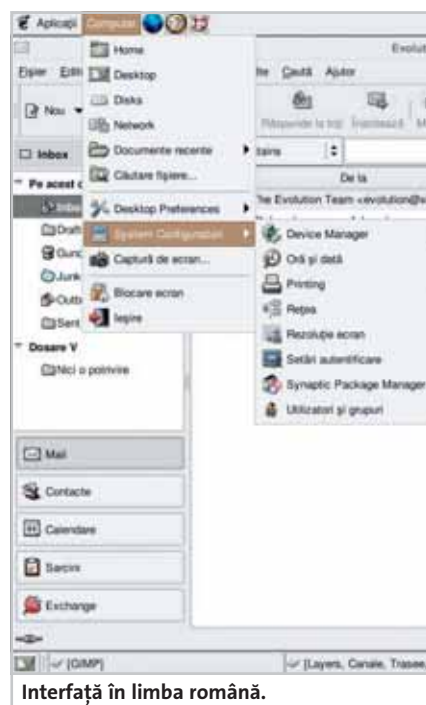 Aplicații Computer
Home
Desktop
Disks
Network
Documente recente
Căutare fișiere...
Desktop Preferences
System Configuration
Captură de ecran...
Blocare ecran
Ieșire
Device Manager
Oră și dată
Printing
Rețea
Rezoluție ecran
Setări autentificare
Synaptic Package Manager
Utilizatori și grupuri
Evolut
Fișier Edit
Caută Ajutor
Nou
Răspunde la toți Înaintează
Inbox
De la
Pe acest c
The Evolution Team <evolution@
Draft
Junk
Outb
Sent
Dosare V
Nici o potrivire
Mail
Contacte
Calendare
Sarcini
Exchange
[GIMP]
[Layers, Canale, Trasee,
Interfață în limba română.